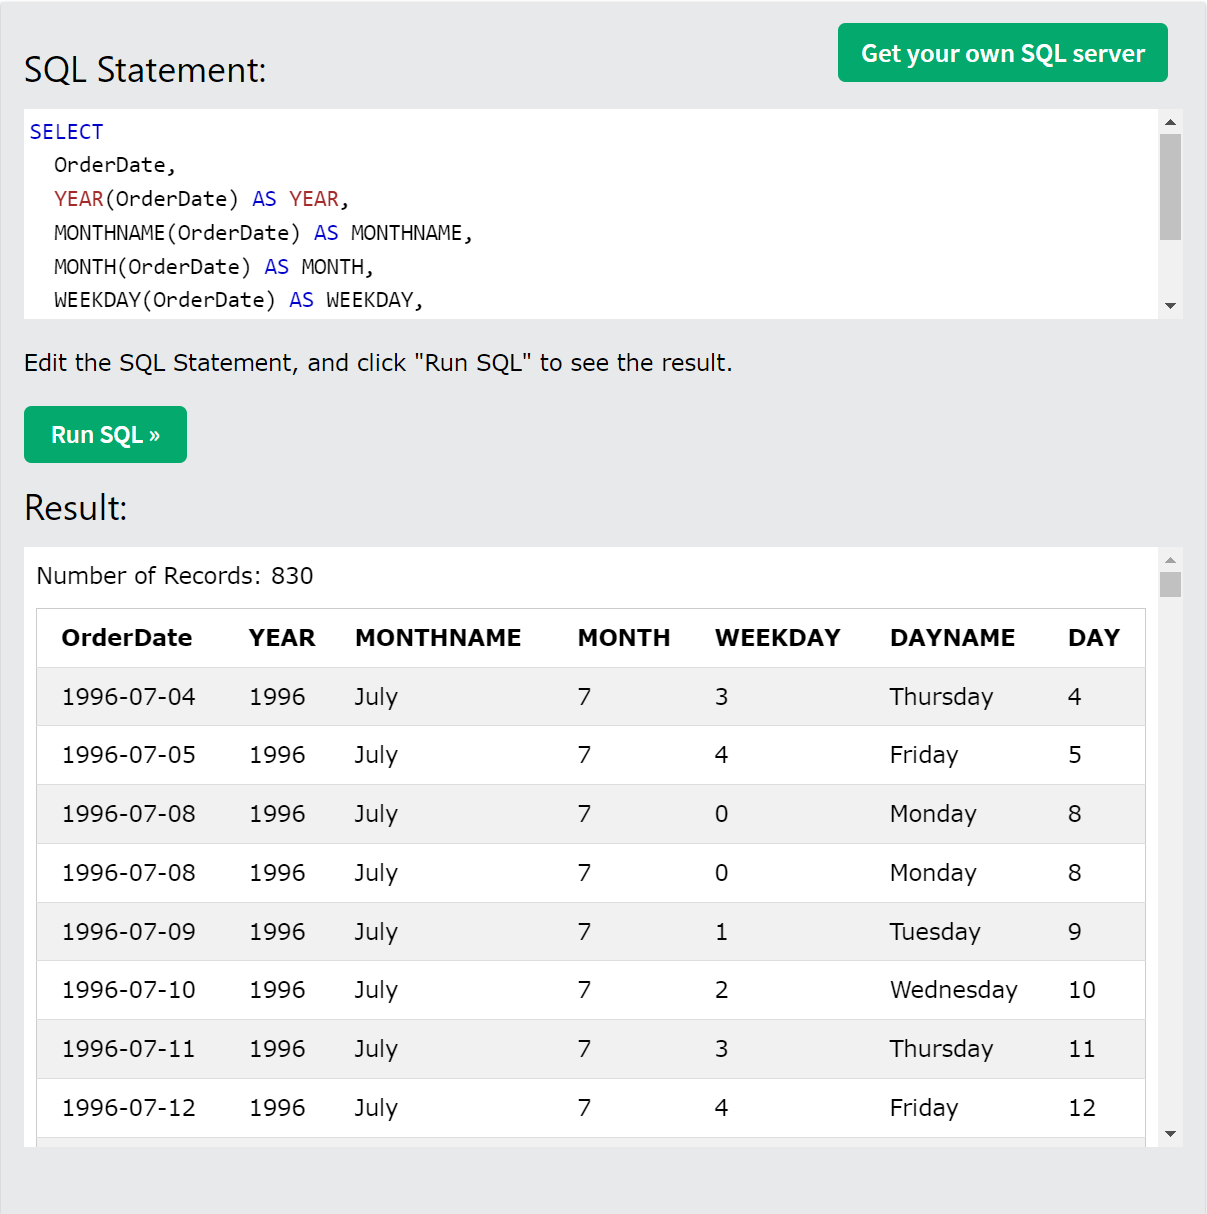 Get your own SQL server
SQL Statement:
SELECT
OrderDate,
YEAR(OrderDate) AS YEAR,
MONTHNAME(OrderDate) AS MONTHNAME,
MONTH(OrderDate) AS MONTH,
WEEKDAY(OrderDate) AS WEEKDAY,
Edit the SQL Statement, and click "Run SQL" to see the result.
Run SQL »
Result:
Number of Records: 830
OrderDate YEAR MONTHNAME MONTH WEEKDAY DAYNAME DAY
1996-07-04 1996 July 7 3 Thursday 4
1996-07-05 1996 July 7 4 Friday 5
1996-07-08 1996 July 7 0 Monday 8
1996-07-08 1996 July 7 0 Monday 8
1996-07-09 1996 July 7 1 Tuesday 9
1996-07-10 1996 July 7 2 Wednesday 10
1996-07-11 1996 July 7 3 Thursday 11
1996-07-12 1996 July 7 4 Friday 12